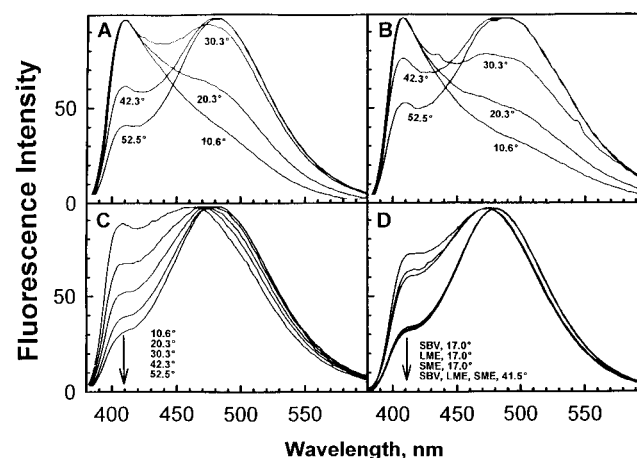 Fluorescence Intensity
50
0
50
0
A
30.3°
42.3°
20.3°
52.5°
10.6°
B
42.3°
30.3°
52.5°
20.3°
10.6°
C
10.6°
20.3°
30.3°
42.3°
52.5°
D
SBV, 17.0°
LME, 17.0°
SME, 17.0°
SBV, LME, SME, 41.5°
400 450 500 550
400 450 500 550
Wavelength, nm